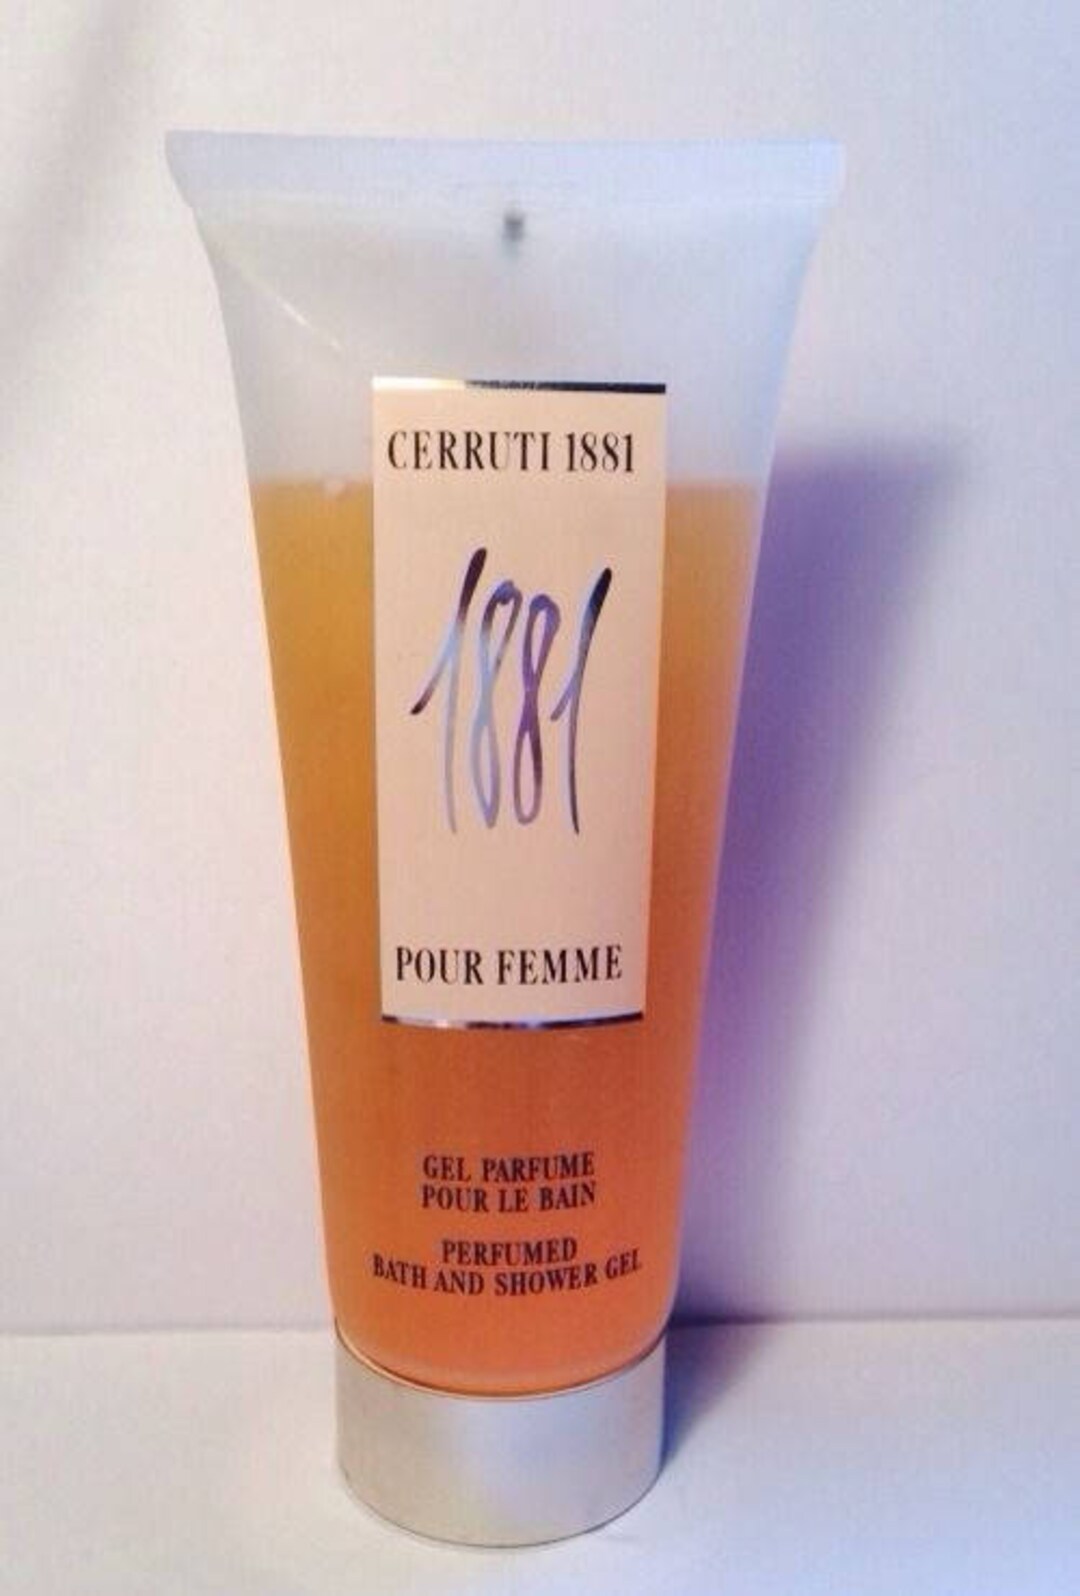 CERRUTI 1881
1881
POUR FEMME
GEL PARFUME
POUR LE BAIN
PERFUMED
BATH AND SHOWER GEL